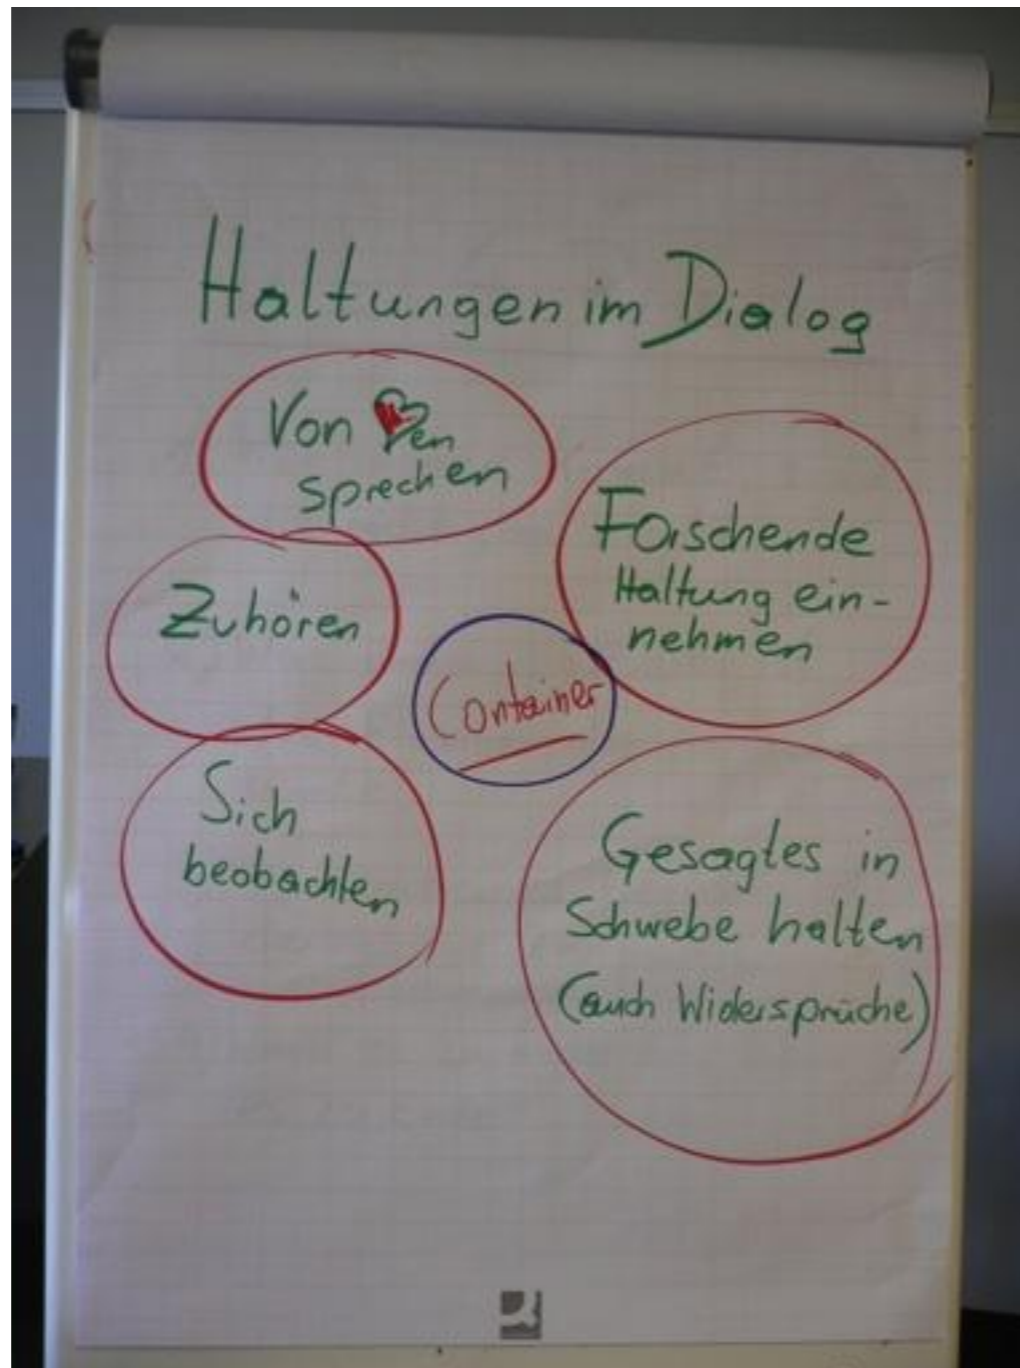 Haltungen im Dialog
Von ❤en
sprechen
Zuhören
Sich
beobachten
Container
Forschende
Haltung ein-
nehmen
Gesagtes in
Schwebe halten
(auch Widersprüche)